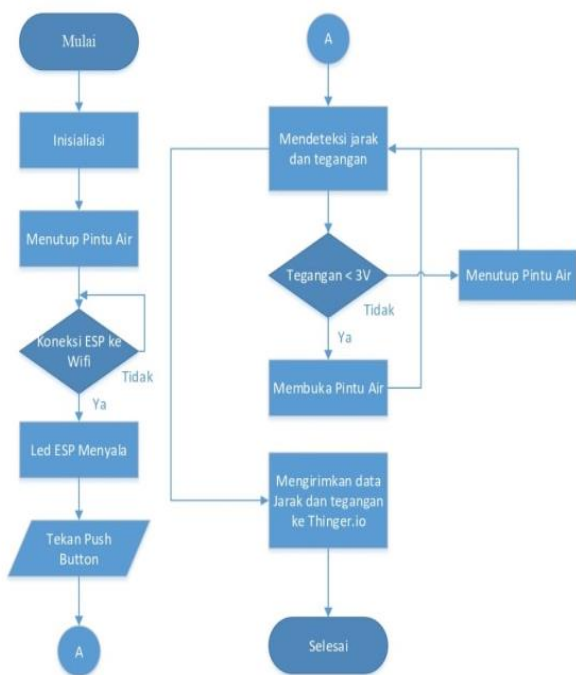 Mulai
Inisialiasi
Menutup Pintu Air
Koneksi ESP ke
Wifi
Tidak
Ya
Led ESP Menyala
Tekan Push
Button
A
A
Mendeteksi jarak
dan tegangan
Tegangan < 3V
Tidak
Menutup Pintu Air
Ya
Membuka Pintu Air
Mengirimkan data
Jarak dan tegangan
ke Thinger.io
Selesai